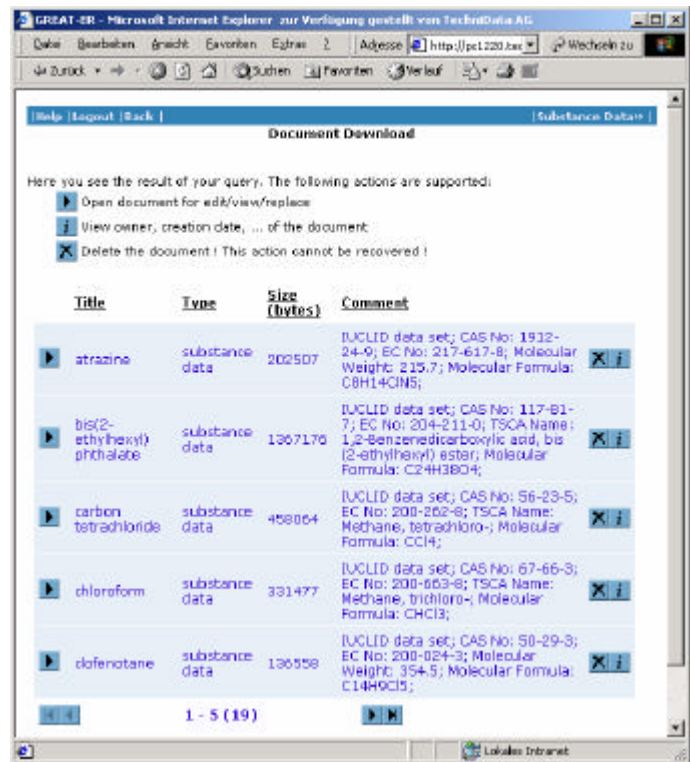 GREAT-ER - Microsoft Internet Explorer zur Verfügung gestellt von TechniData AG
Datei Bearbeiten Ansicht Favoriten Extras ? Adresse http://pc1220.tec Wechseln zu
Zurück Suchen Favoriten Verlauf
|Help |Logout |Back | |Substance Data»|
Document Download
Here you see the result of your query. The following actions are supported:
Open document for edit/view/replace
i View owner, creation date, ... of the document
X Delete the document ! This action cannot be recovered !
Title Type Size (bytes) Comment
atrazine substance data 202507
IUCLID data set; CAS No: 1912-
24-9; EC No: 217-617-8; Molecular
Weight: 215.7; Molecular Formula:
C8H14ClN5;
X i
bis(2-
ethylhexyl)
phthalate
substance data 1367176
IUCLID data set; CAS No: 117-81-
7; EC No: 204-211-0; TSCA Name:
1,2-Benzenedicarboxylic acid, bis
(2-ethylhexyl) ester; Molecular
Formula: C24H38O4;
X i
carbon
tetrachloride
substance data 458064
IUCLID data set; CAS No: 56-23-5;
EC No: 200-262-8; TSCA Name:
Methane, tetrachloro-; Molecular
Formula: CCl4;
X i
chloroform substance data 331477
IUCLID data set; CAS No: 67-66-3;
EC No: 200-663-8; TSCA Name:
Methane, trichloro-; Molecular
Formula: CHCl3;
X i
clofenotane substance data 136558
IUCLID data set; CAS No: 50-29-3;
EC No: 200-024-3; Molecular
Weight: 354.5; Molecular Formula:
C14H9Cl5;
X i
1 - 5 (19)
Lokales Intranet